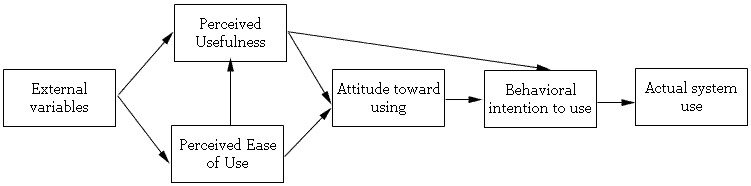 Perceived
Usefulness
External
variables
Attitude toward
using
Behavioral
intention to use
Actual system
use
Perceived Ease
of Use